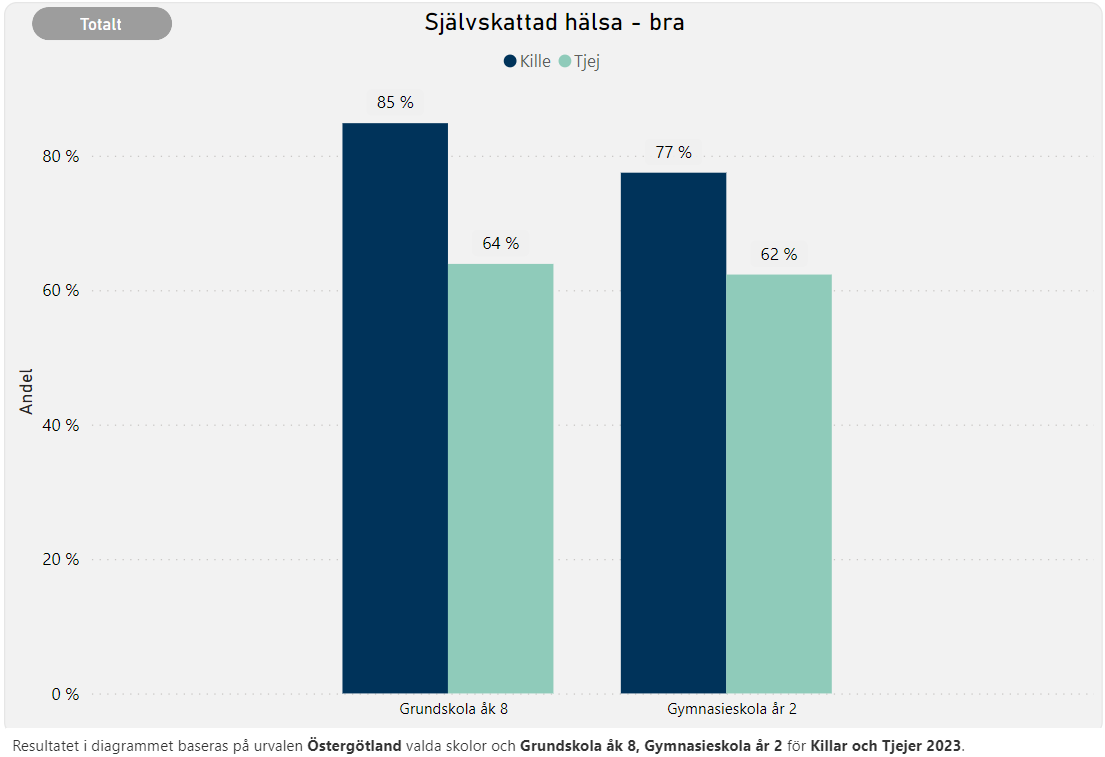 Totalt
Självskattad hälsa - bra
Kille Tjej
85 %
80 %
77 %
64 %
62 %
60 %
Andel
40 %
20 %
0 %
Grundskola åk 8
Gymnasieskola år 2
Resultatet i diagrammet baseras på urvalen Östergötland valda skolor och Grundskola åk 8, Gymnasieskola år 2 för Killar och Tjejer 2023.